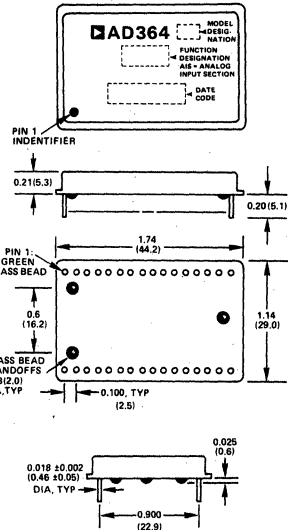 AD364
MODEL
DESIG-
NATION
FUNCTION
DESIGNATION
AIS - ANALOG
INPUT SECTION
DATE
CODE
PIN 1
INDENTIFIER
0.21(5.3)
0.20(5.1)
1.74
(44.2)
PIN 1:
GREEN
ASS BEAD
0.6
(16.2)
1.14
(29.0)
ASS BEAD
ANDOFFS
(2.0)
,TYP
0.100, TYP
(2.5)
0.025
(0.6)
0.018 ±0.002
(0.46 ±0.05)
DIA, TYP
0.900
(22.9)